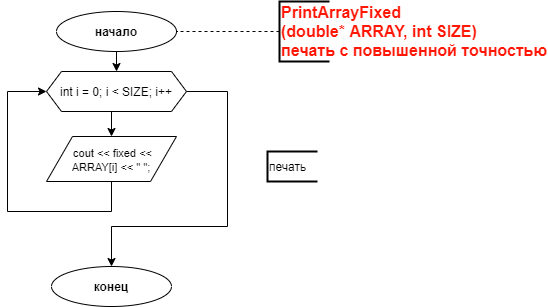 начало
PrintArrayFixed
(double* ARRAY, int SIZE)
печать с повышенной точностью
int i = 0; i < SIZE; i++
cout << fixed <<
ARRAY[i] << " ";
печать
конец